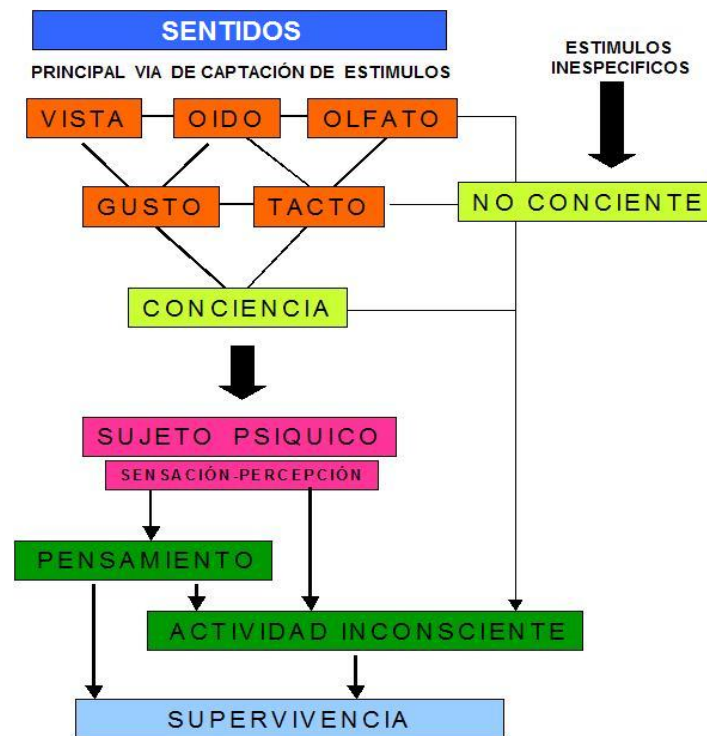 SENTIDOS
PRINCIPAL VIA DE CAPTACIÓN DE ESTIMULOS
ESTIMULOS
INESPECIFICOS
VISTA
OIDO
OLFATO
GUSTO
TACTO
NO CONCIENTE
CONCIENCIA
SUJETO PSIQUICO
SENSACIÓN-PERCEPCIÓN
PENSAMIENTO
ACTIVIDAD INCONSCIENTE
SUPERVIVENCIA